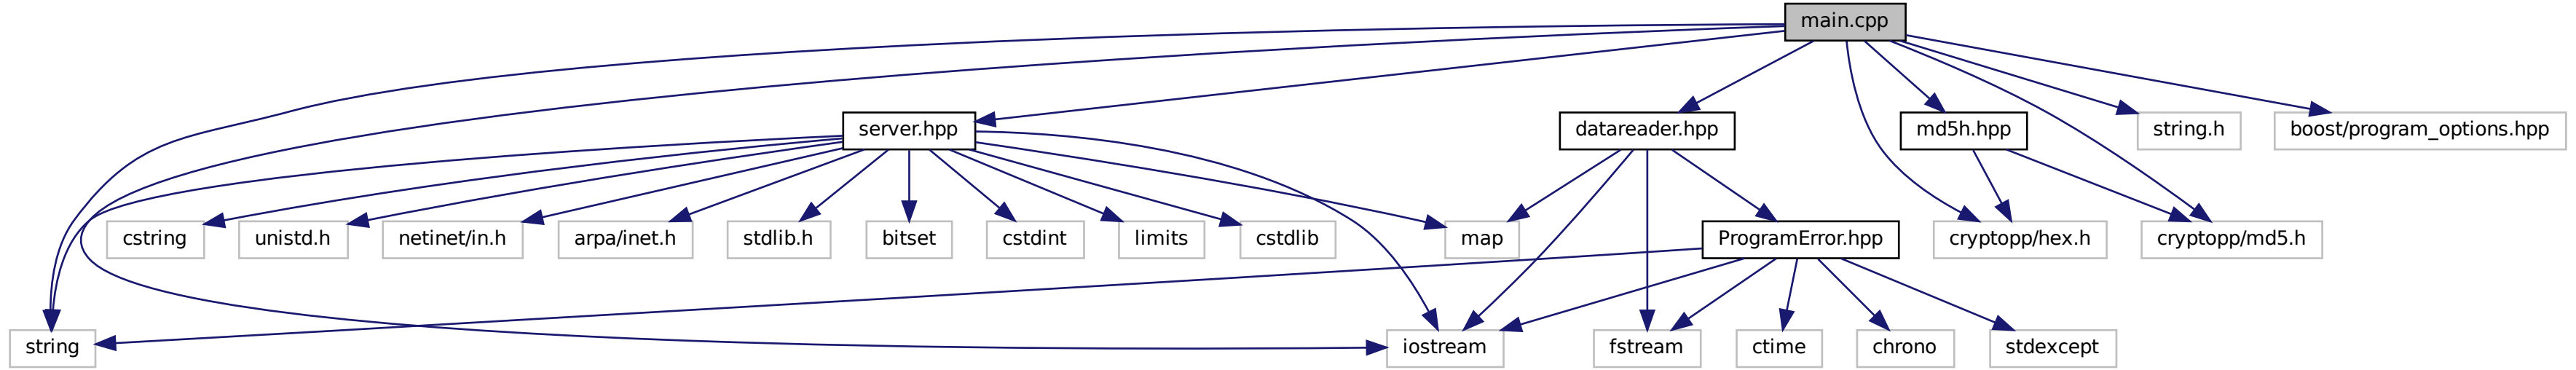 main.cpp
server.hpp
datareader.hpp
md5h.hpp
string.h
boost/program_options.hpp
cstring
unistd.h
netinet/in.h
arpa/inet.h
stdlib.h
bitset
cstdint
limits
cstdlib
map
ProgramError.hpp
cryptopp/hex.h
cryptopp/md5.h
string
iostream
fstream
ctime
chrono
stdexcept